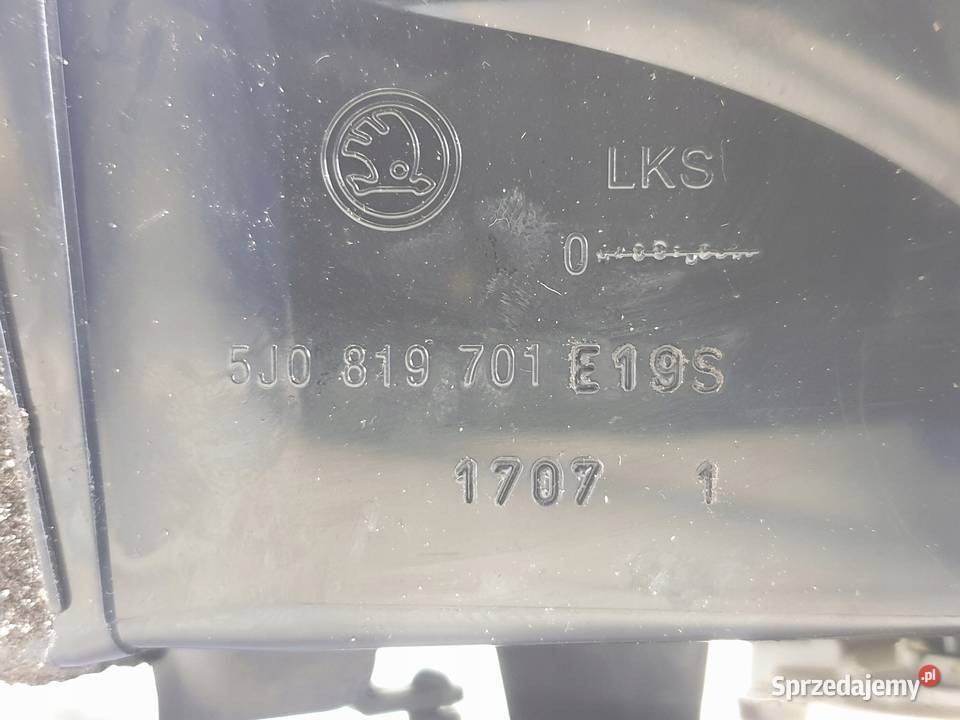 LKS
0
5J0 819 701 E19S
1707 1
Sprzedajemy.pl